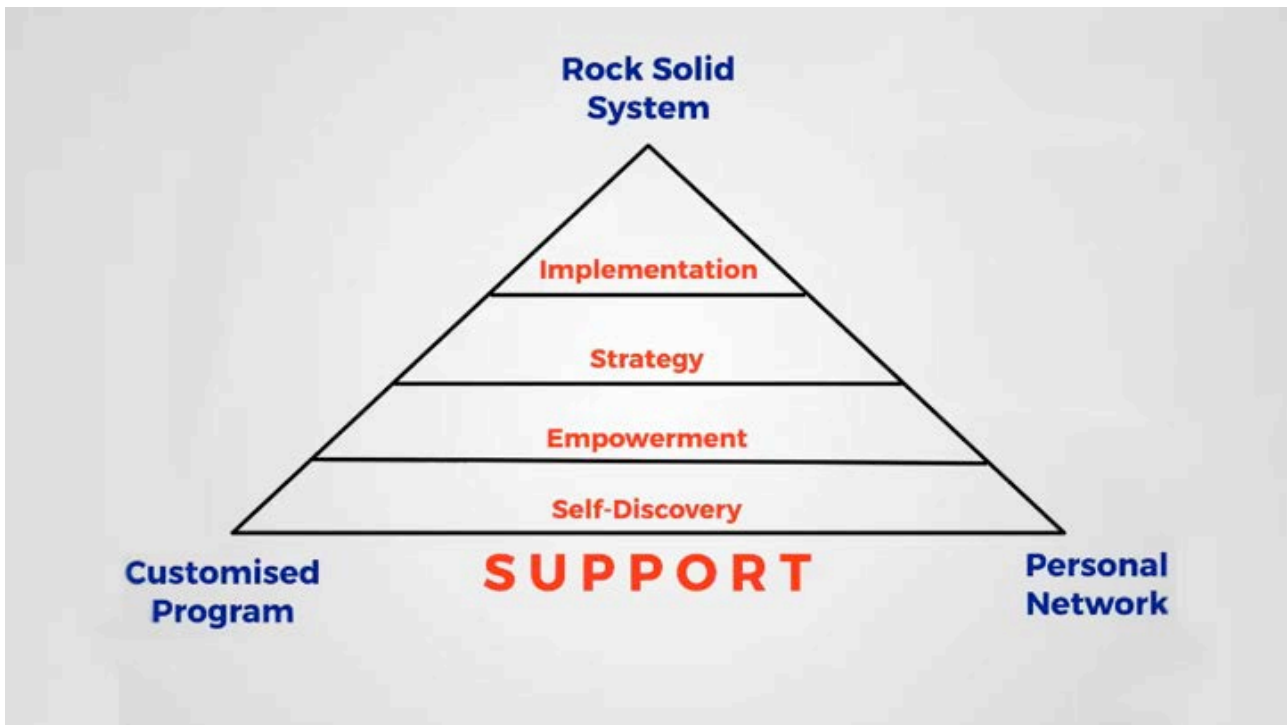 Rock Solid
System
Implementation
Strategy
Empowerment
Self-Discovery
SUPPORT
Customised
Program
Personal
Network